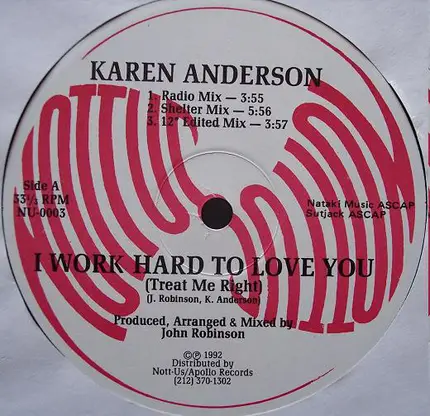 KAREN ANDERSON
1. Radio Mix — 3:55
2. Shelter Mix — 5:56
3. 12" Edited Mix — 3:57
Side A
33⅓ RPM
NU-0003
Nataki Music ASCAP
Sutjack ASCAP
I WORK HARD TO LOVE YOU
(Treat Me Right)
(J. Robinson, K. Anderson)
Produced, Arranged & Mixed by
John Robinson
©℗ 1992
Distributed by
Nott-Us/Apollo Records
(212) 370-1302